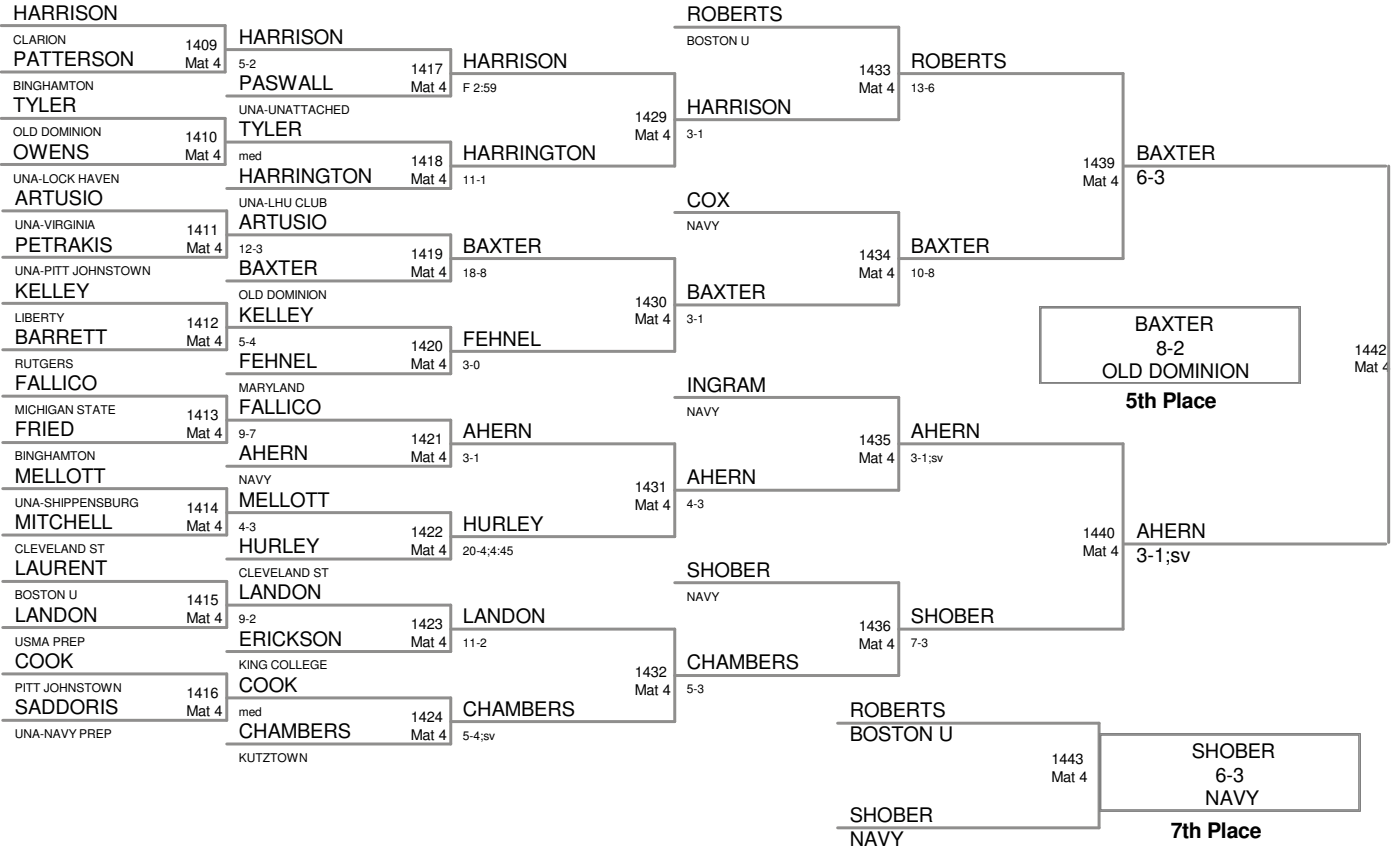 HARRISON
CLARION
PATTERSON
BINGHAMTON
TYLER
OLD DOMINION
OWENS
UNA-LOCK HAVEN
ARTUSIO
UNA-VIRGINIA
PETRAKIS
UNA-PITT JOHNSTOWN
KELLEY
LIBERTY
BARRETT
RUTGERS
FALLICO
MICHIGAN STATE
FRIED
BINGHAMTON
MELLOTT
UNA-SHIPPENSBURG
MITCHELL
CLEVELAND ST
LAURENT
BOSTON U
LANDON
USMA PREP
COOK
PITT JOHNSTOWN
SADDORIS
UNA-NAVY PREP
1409
Mat 4
1410
Mat 4
1411
Mat 4
1412
Mat 4
1413
Mat 4
1414
Mat 4
1415
Mat 4
1416
Mat 4
HARRISON
5-2
PASWALL
UNA-UNATTACHED
TYLER
med
HARRINGTON
UNA-LHU CLUB
ARTUSIO
12-3
BAXTER
OLD DOMINION
KELLEY
5-4
FEHNEL
MARYLAND
FALLICO
9-7
AHERN
NAVY
MELLOTT
4-3
HURLEY
CLEVELAND ST
LANDON
9-2
ERICKSON
KING COLLEGE
COOK
med
CHAMBERS
KUTZTOWN
1417
Mat 4
1418
Mat 4
1419
Mat 4
1420
Mat 4
1421
Mat 4
1422
Mat 4
1423
Mat 4
1424
Mat 4
HARRISON
F 2:59
HARRINGTON
11-1
BAXTER
18-8
FEHNEL
3-0
AHERN
3-1
HURLEY
20-4;4:45
LANDON
11-2
CHAMBERS
5-4;sv
1429
Mat 4
1430
Mat 4
1431
Mat 4
1432
Mat 4
ROBERTS
BOSTON U
HARRISON
3-1
COX
NAVY
BAXTER
3-1
INGRAM
NAVY
AHERN
4-3
SHOBER
NAVY
CHAMBERS
5-3
1433
Mat 4
1434
Mat 4
1435
Mat 4
1436
Mat 4
ROBERTS
13-6
BAXTER
10-8
AHERN
3-1;sv
SHOBER
7-3
1439
Mat 4
1440
Mat 4
BAXTER
6-3
AHERN
3-1;sv
1442
Mat 4
BAXTER
8-2
OLD DOMINION
5th Place
ROBERTS
BOSTON U
SHOBER
NAVY
1443
Mat 4
SHOBER
6-3
NAVY
7th Place